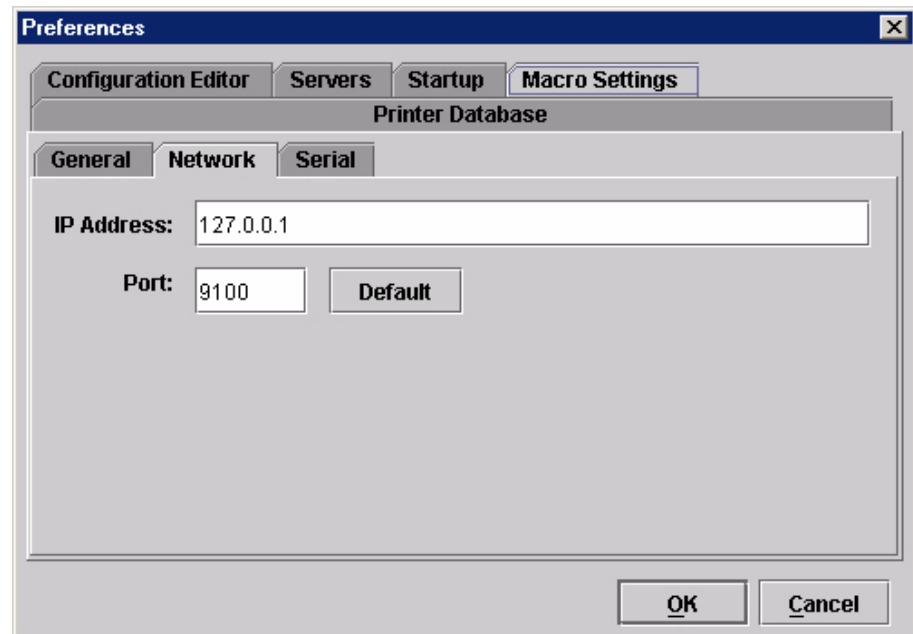 Preferences
Configuration Editor Servers Startup Macro Settings
Printer Database
General Network Serial
IP Address: 127.0.0.1
Port: 9100 Default
OK Cancel